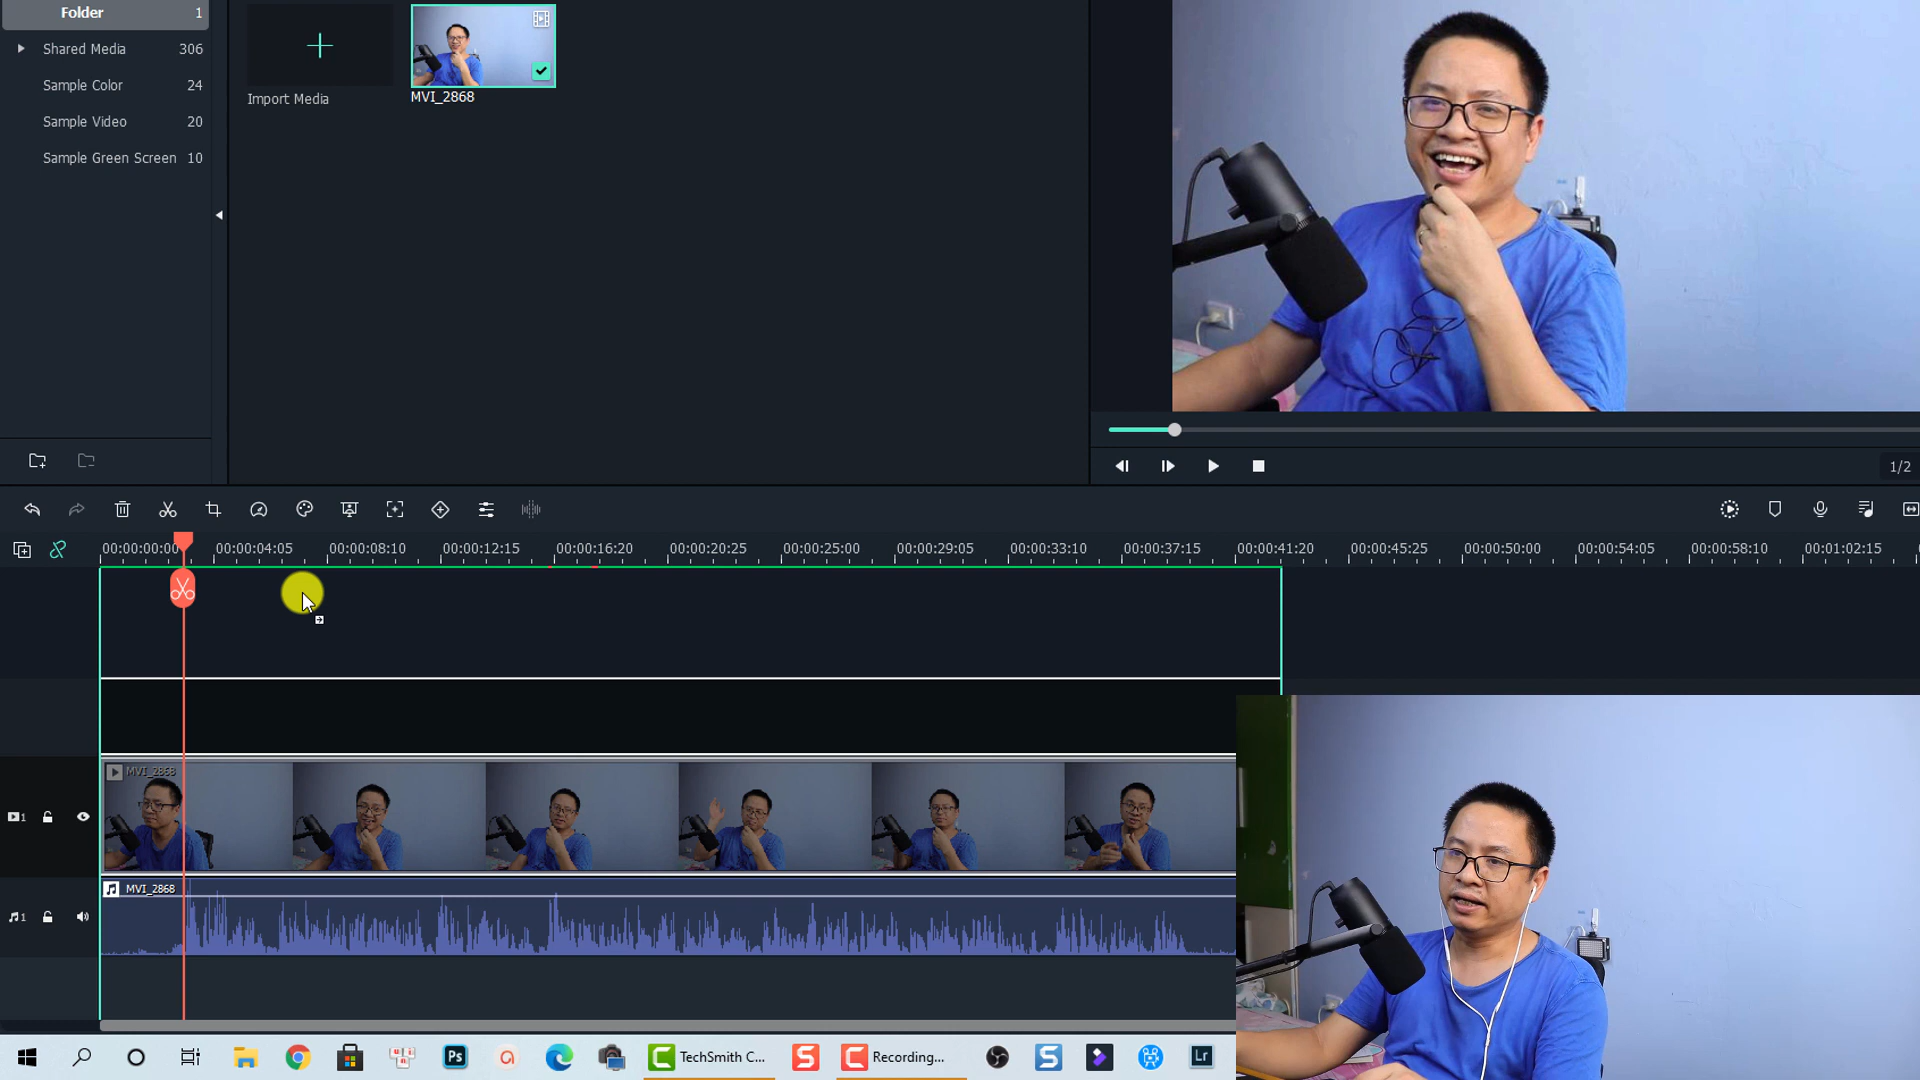 Folder 1
Shared Media 306
Sample Color 24
Sample Video 20
Sample Green Screen 10
Import Media
MVI_2868
1/2
00:00:00:00 00:00:04:05 00:00:08:10 00:00:12:15 00:00:16:20 00:00:20:25 00:00:25:00 00:00:29:05 00:00:33:10 00:00:37:15 00:00:41:20 00:00:45:25 00:00:50:00 00:00:54:05 00:00:58:10 00:01:02:15
MVI_2868
1
MVI_2868
1
Ps
TechSmith C...
S
C
Recording...
S
Lr